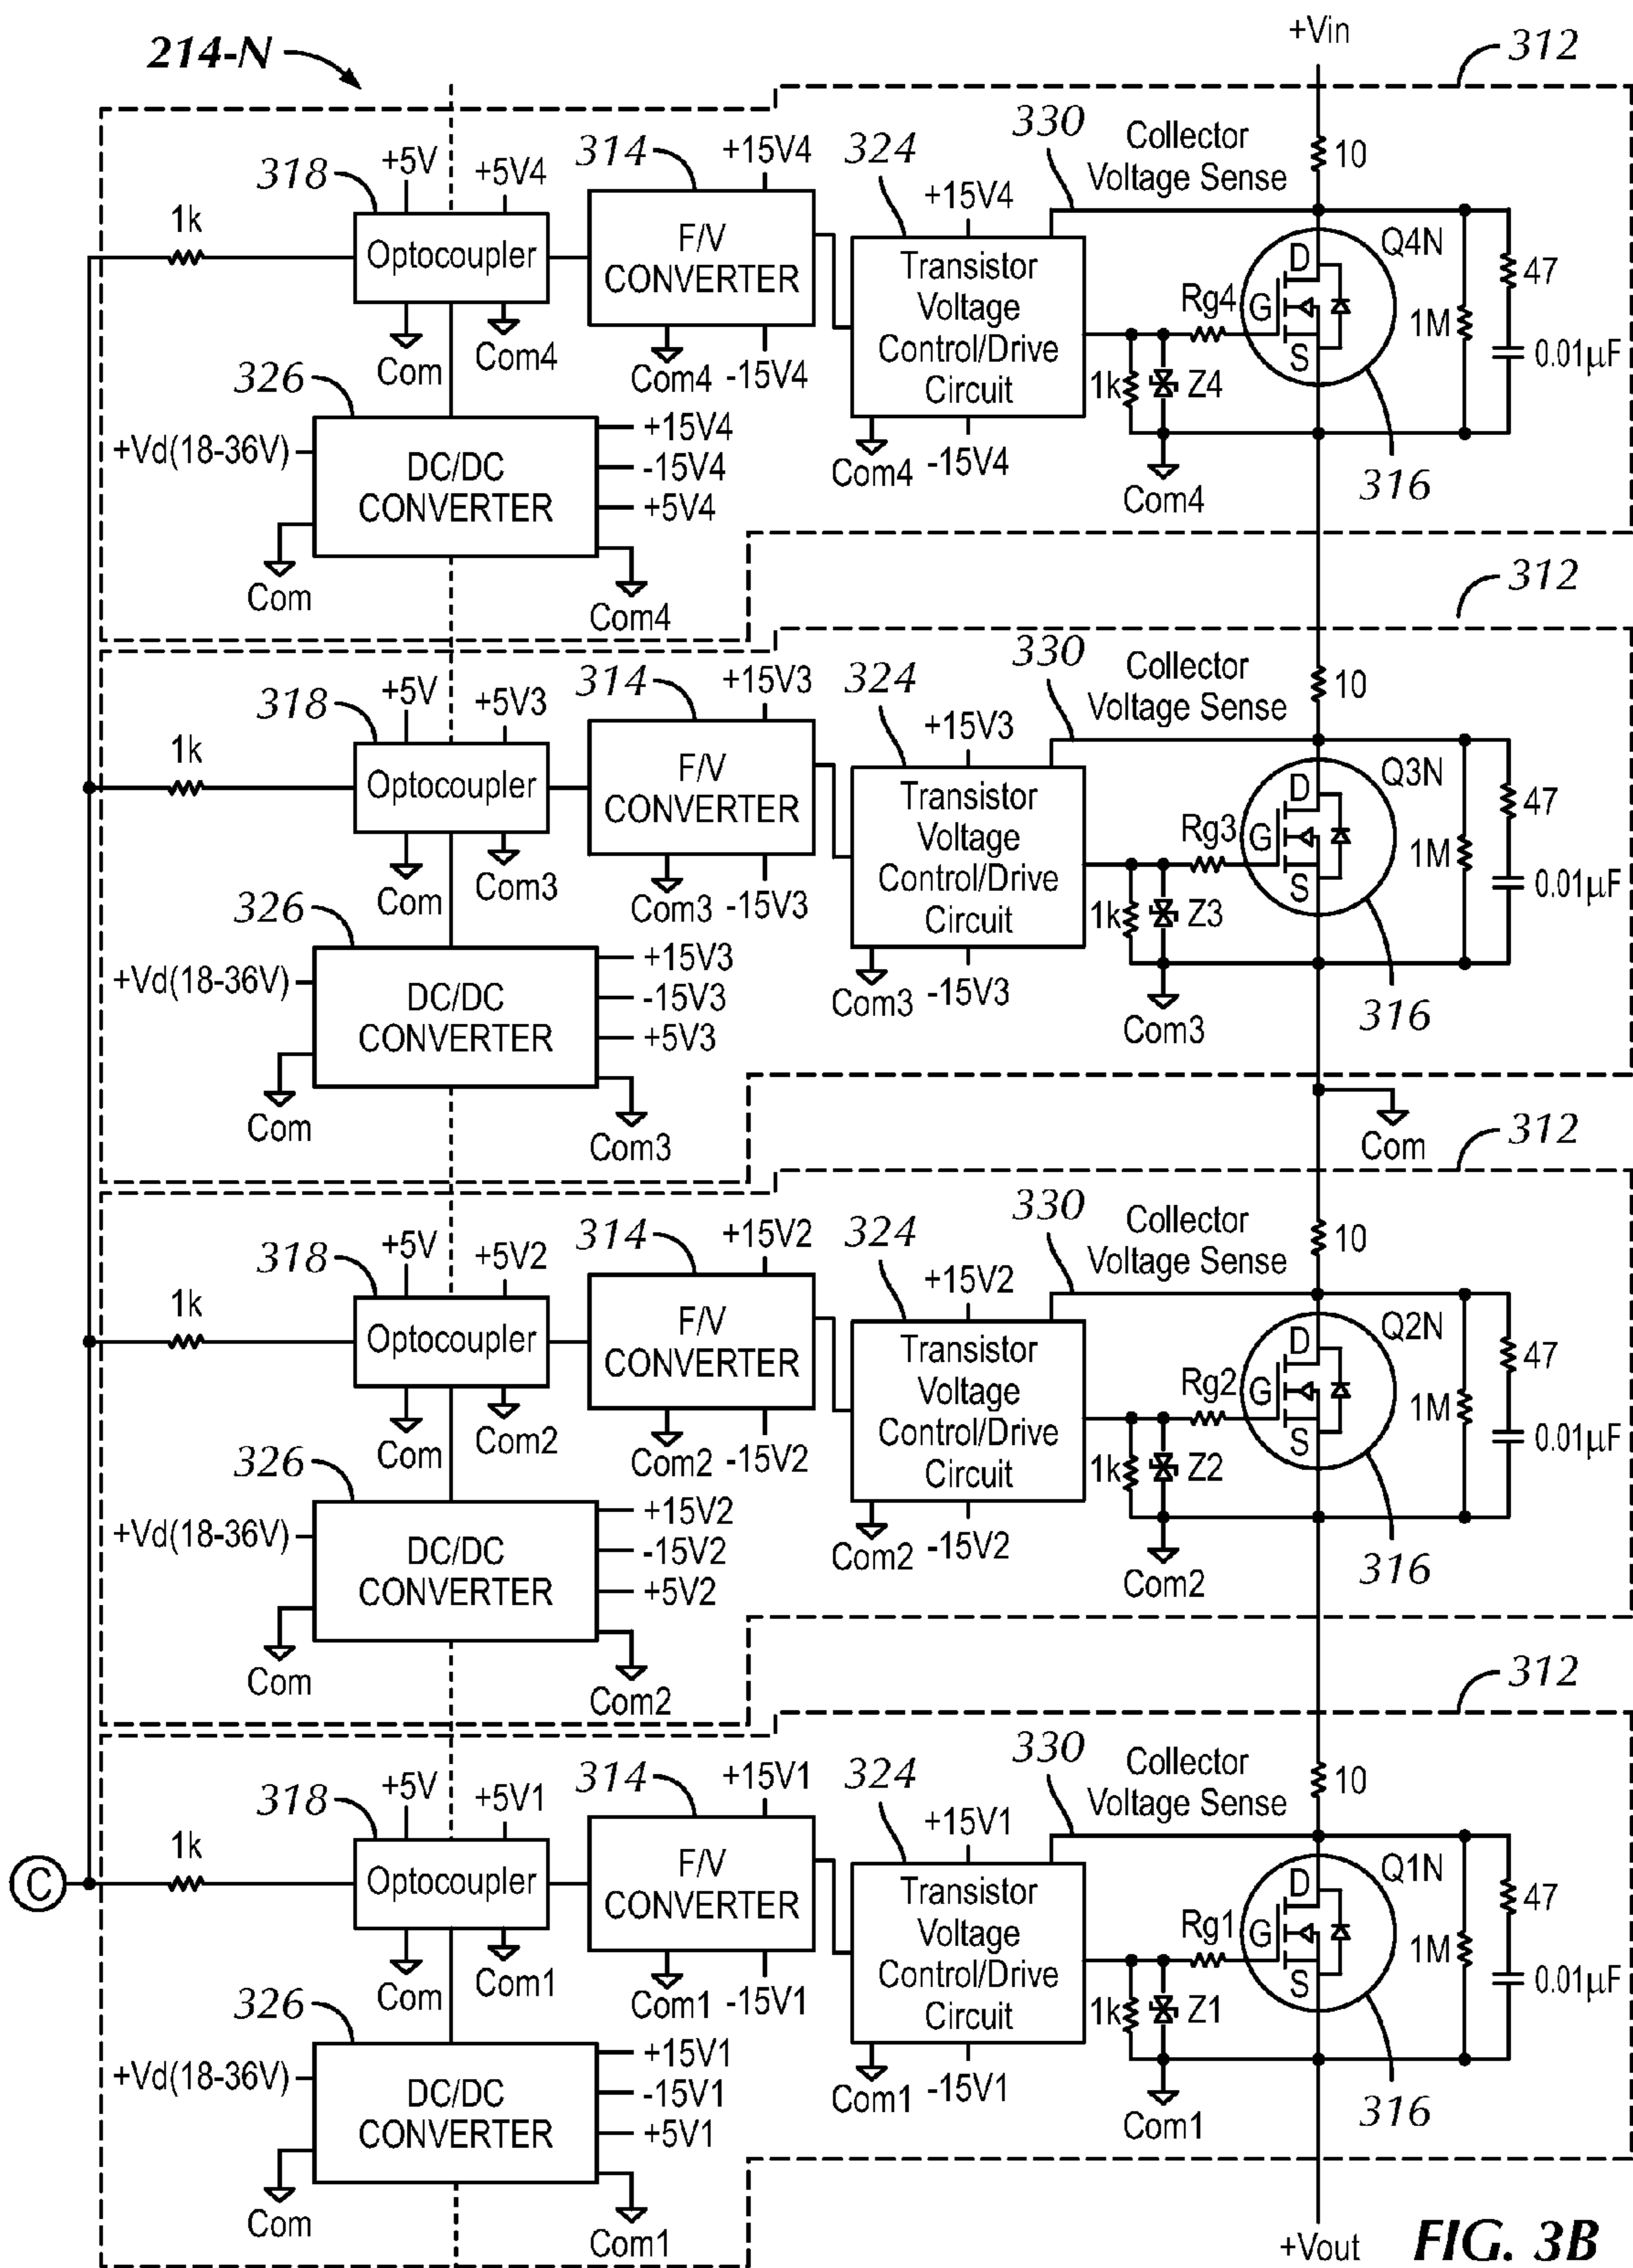 +Vin
214-N
312
330
Collector
Voltage Sense
10
318
+5V
+5V4
314
+15V4
324
+15V4
1k
Optocoupler
F/V
CONVERTER
Transistor
Voltage
Control/Drive
Circuit
Rg4
G
D
S
Q4N
47
1M
0.01µF
Com
Com4
Com4
-15V4
1k
Z4
326
+Vd(18-36V)
DC/DC
CONVERTER
+15V4
-15V4
+5V4
Com4
-15V4
Com4
316
Com
Com4
312
330
Collector
Voltage Sense
10
318
+5V
+5V3
314
+15V3
324
+15V3
1k
Optocoupler
F/V
CONVERTER
Transistor
Voltage
Control/Drive
Circuit
Rg3
G
D
S
Q3N
47
1M
0.01µF
Com
Com3
Com3
-15V3
1k
Z3
326
+Vd(18-36V)
DC/DC
CONVERTER
+15V3
-15V3
+5V3
Com3
-15V3
Com3
316
Com
Com3
Com
312
330
Collector
Voltage Sense
10
318
+5V
+5V2
314
+15V2
324
+15V2
1k
Optocoupler
F/V
CONVERTER
Transistor
Voltage
Control/Drive
Circuit
Rg2
G
D
S
Q2N
47
1M
0.01µF
Com
Com2
Com2
-15V2
1k
Z2
326
+Vd(18-36V)
DC/DC
CONVERTER
+15V2
-15V2
+5V2
Com2
-15V2
Com2
316
Com
Com2
312
330
Collector
Voltage Sense
10
318
+5V
+5V1
314
+15V1
324
+15V1
1k
C
Optocoupler
F/V
CONVERTER
Transistor
Voltage
Control/Drive
Circuit
Rg1
G
D
S
Q1N
47
1M
0.01µF
Com
Com1
Com1
-15V1
1k
Z1
326
+Vd(18-36V)
DC/DC
CONVERTER
+15V1
-15V1
+5V1
Com1
-15V1
Com1
316
Com
Com1
+Vout
FIG. 3B